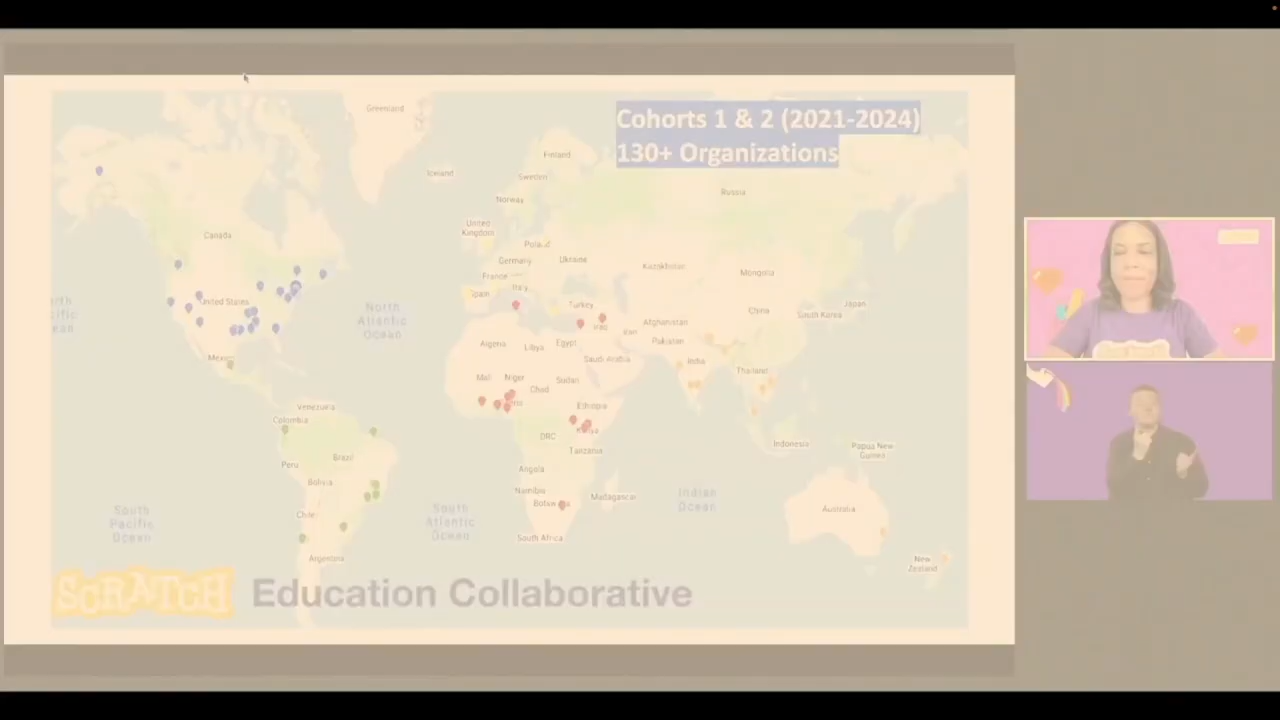 Cohorts 1 & 2 (2021-2024)
130+ Organizations
Greenland
Iceland
Finland
Sweden
Norway
Russia
United
Kingdom
Canada
Germany
Ukraine
Kazakhstan
Mongolia
France
Spain
Italy
Turkey
United States
North
Atlantic
Ocean
Japan
South Korea
China
Afghanistan
Iraq
Iran
Pakistan
Algeria
Libya
Egypt
Saudi Arabia
India
Mexico
Mali
Niger
Chad
Sudan
Thailand
Venezuela
Colombia
Ethiopia
Kenya
DRC
Tanzania
Indonesia
Papua New
Guinea
Peru
Brazil
Bolivia
Angola
Namibia
Madagascar
Indian
Ocean
Chile
South
Pacific
Ocean
South
Atlantic
Ocean
Australia
South Africa
Argentina
New
Zealand
SCRATCH Education Collaborative